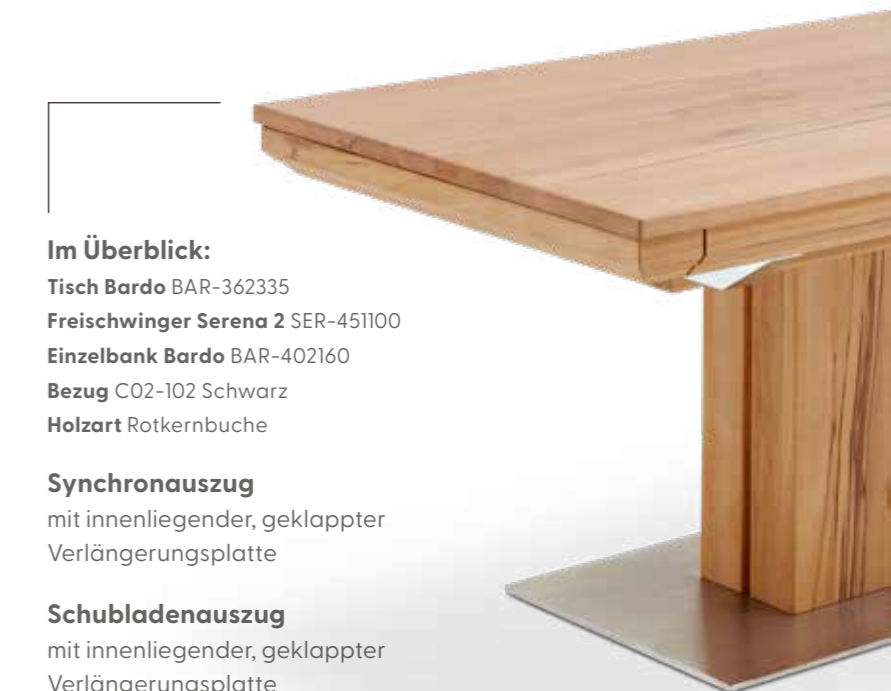 Im Überblick:
Tisch Bardo BAR-362335
Freischwinger Serena 2 SER-451100
Einzelbank Bardo BAR-402160
Bezug C02-102 Schwarz
Holzart Rotkernbuche
Synchronauszug
mit innenliegender, geklappter
Verlängerungsplatte
Schubladenauszug
mit innenliegender, geklappter
Verlängerungsplatte